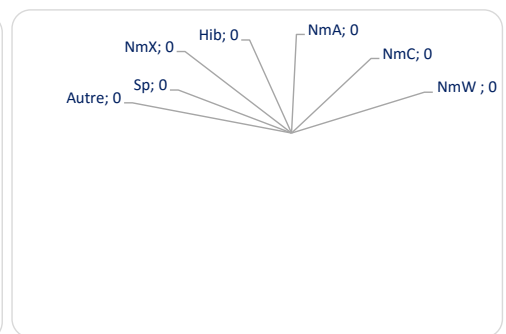 Hib; 0
NmA; 0
NmX; 0
NmC; 0
Sp; 0
NmW ; 0
Autre; 0